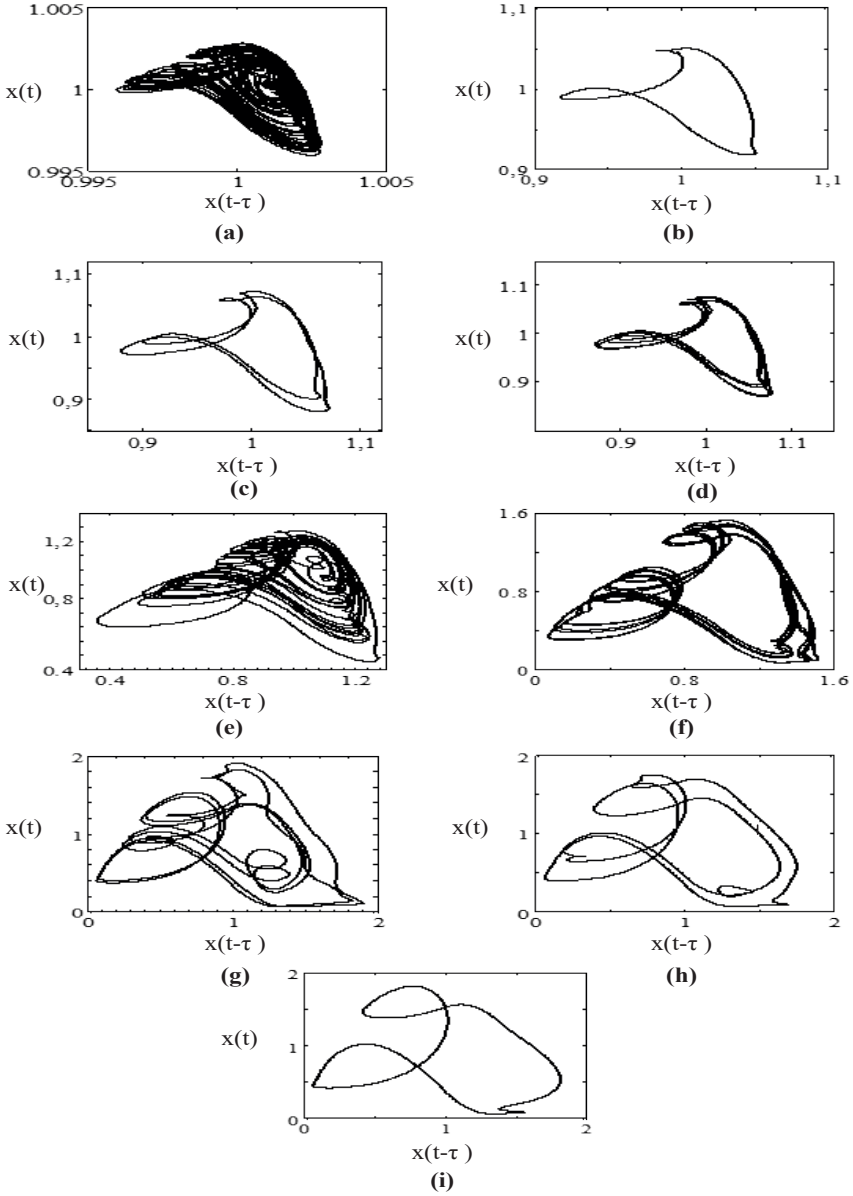 1.005
x(t)
1
0.995
0.995 1 1.005
x(t-τ )
(a)
1,1
x(t)
1
0,9
0,9 1 1,1
x(t-τ )
(b)
1,1
x(t)
1
0,9
0,9 1 1,1
x(t-τ )
(c)
1.1
x(t)
1
0.9
0.9 1 1.1
x(t-τ )
(d)
1,2
x(t)
0,8
0.4
0.4 0.8 1.2
x(t-τ )
(e)
1.6
x(t)
0.8
0
0 0.8 1.6
x(t-τ )
(f)
2
x(t)
1
0
0 1 2
x(t-τ )
(g)
2
x(t)
1
0
0 1 2
x(t-τ )
(h)
2
x(t)
1
0
0 1 2
x(t-τ )
(i)